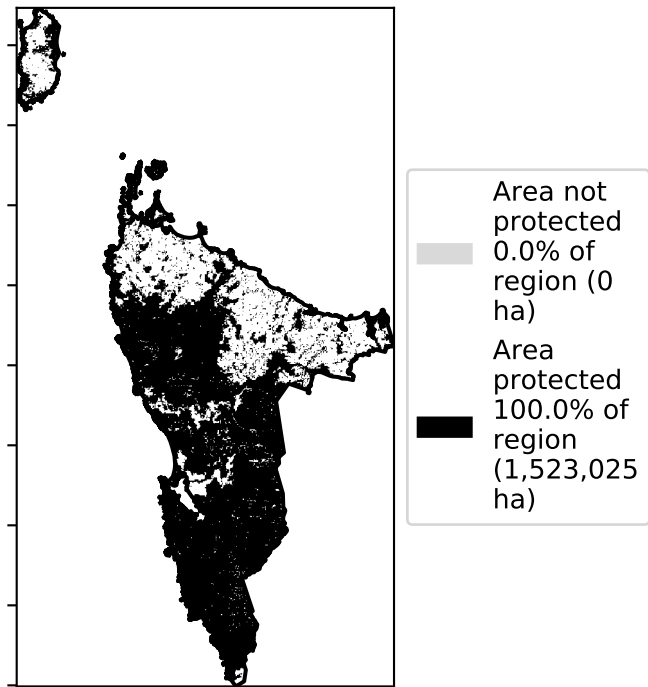 Area not
protected
0.0% of
region (0
ha)
Area
protected
100.0% of
region
(1,523,025
ha)